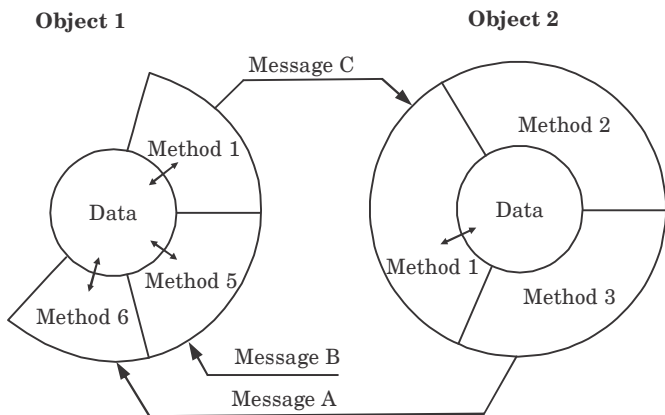 Object 1
Object 2
Message C
Method 1
Method 2
Data
Data
Method 5
Method 1
Method 6
Method 3
Message B
Message A